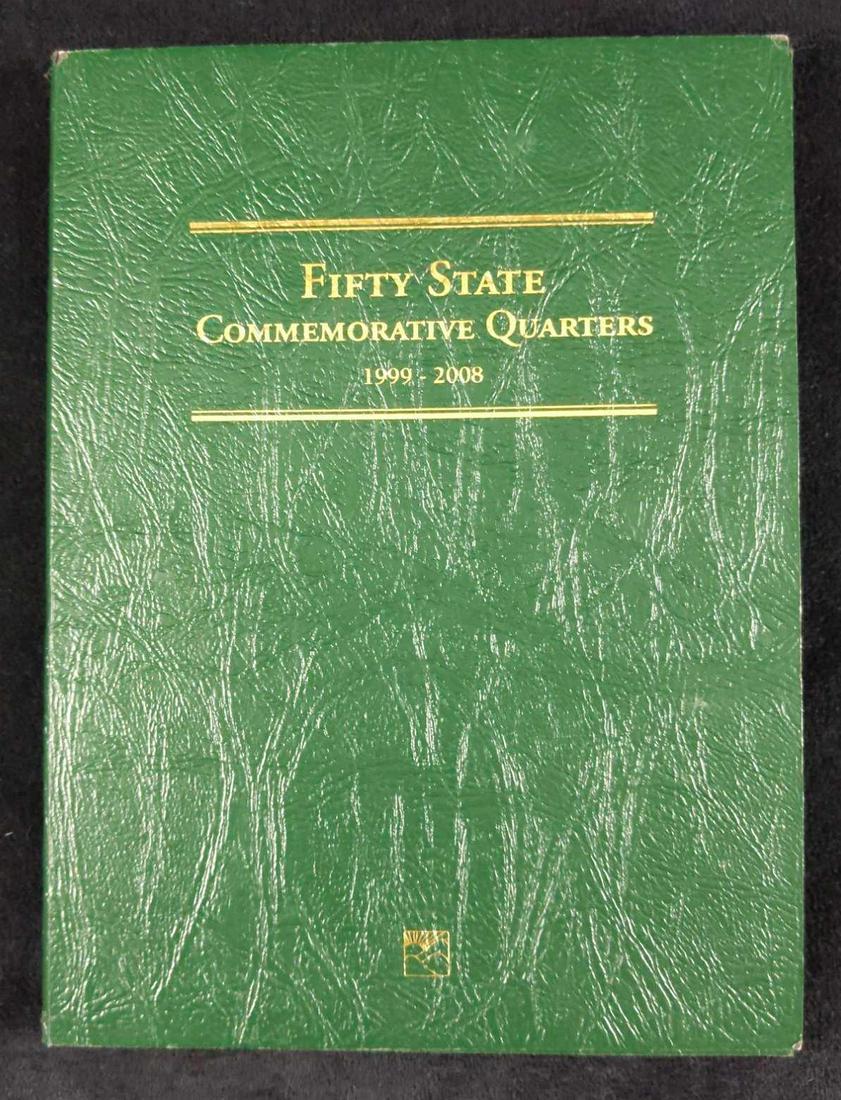 Fifty State
Commemorative Quarters
1999 - 2008